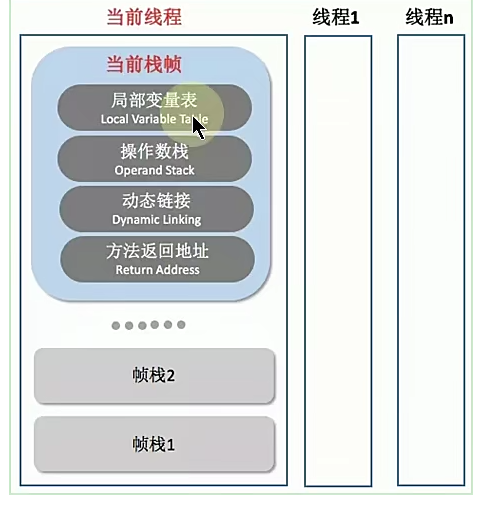 当前线程
线程1
线程n
当前栈帧
局部变量表
Local Variable Table
操作数栈
Operand Stack
动态链接
Dynamic Linking
方法返回地址
Return Address
帧栈2
帧栈1